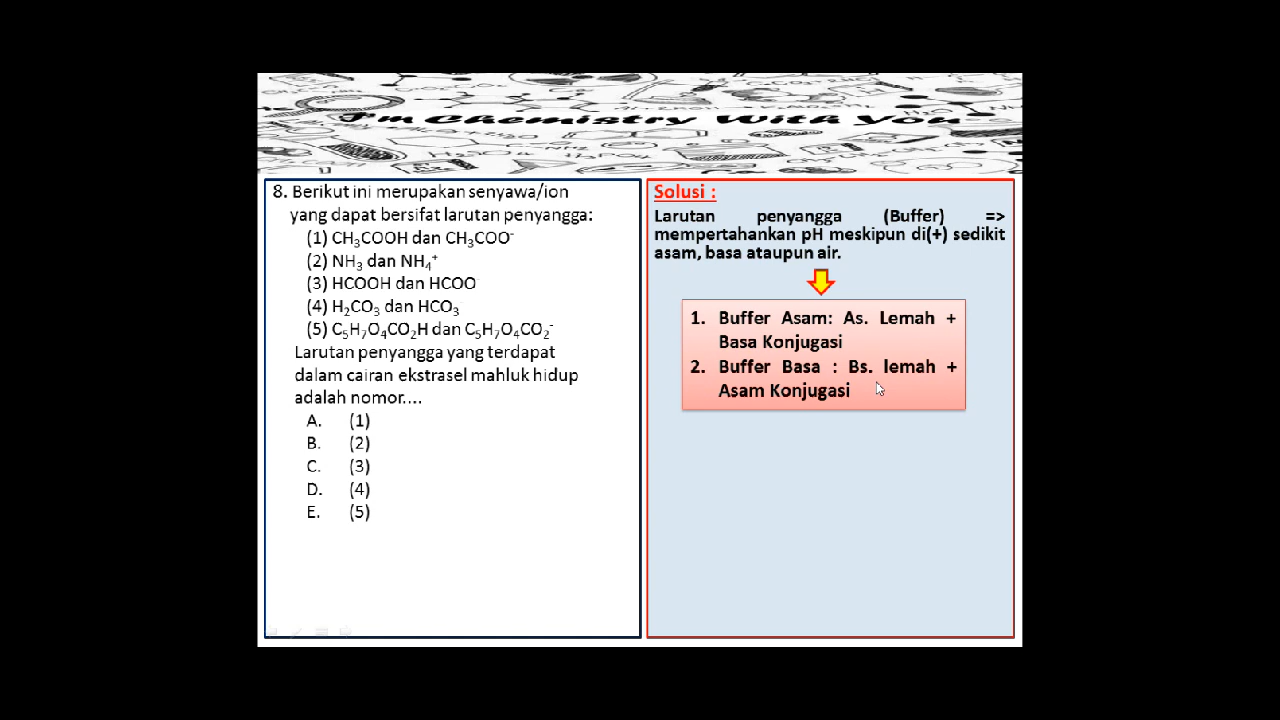 I'm Chemistry With You
8. Berikut ini merupakan senyawa/ion
yang dapat bersifat larutan penyangga:
(1) CH₃COOH dan CH₃COO⁻
(2) NH₃ dan NH₄⁺
(3) HCOOH dan HCOO⁻
(4) H₂CO₃ dan HCO₃⁻
(5) C₅H₇O₄CO₂H dan C₅H₇O₄CO₂⁻
Larutan penyangga yang terdapat
dalam cairan ekstrasel mahluk hidup
adalah nomor....
A. (1)
B. (2)
C. (3)
D. (4)
E. (5)
Solusi :
Larutan penyangga (Buffer) =>
mempertahankan pH meskipun di(+) sedikit
asam, basa ataupun air.
1. Buffer Asam: As. Lemah +
Basa Konjugasi
2. Buffer Basa : Bs. lemah +
Asam Konjugasi